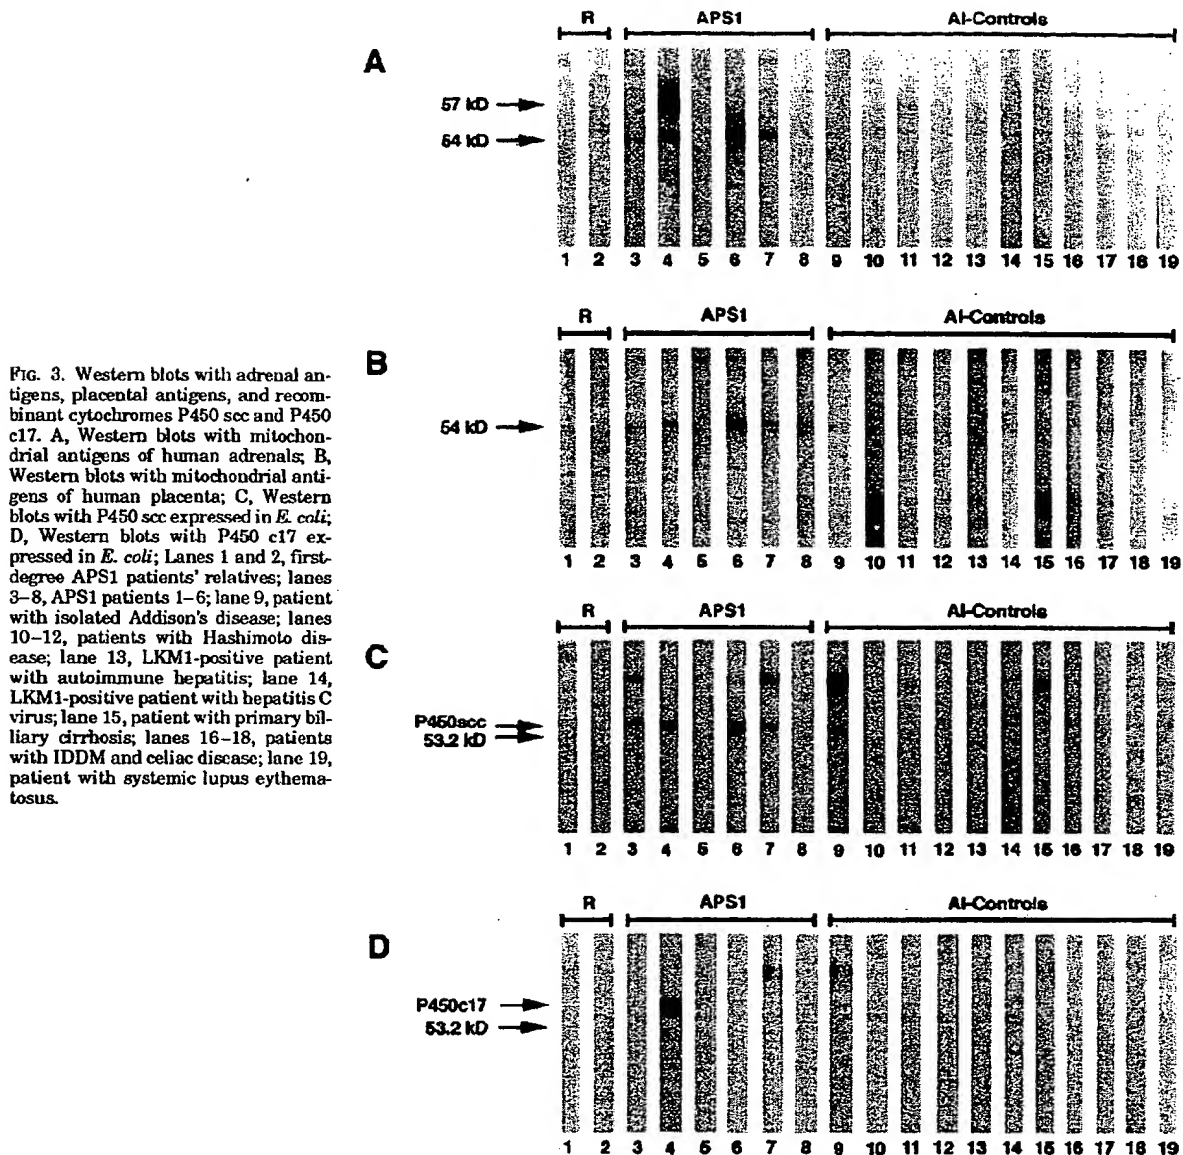 FIG. 3. Western blots with adrenal an-
tigens, placental antigens, and recom-
binant cytochromes P450 scc and P450
c17. A, Western blots with mitochon-
drial antigens of human adrenals; B,
Western blots with mitochondrial anti-
gens of human placenta; C, Western
blots with P450 scc expressed in E. coli;
D, Western blots with P450 c17 ex-
pressed in E. coli; Lanes 1 and 2, first-
degree APS1 patients' relatives; lanes
3–8, APS1 patients 1–6; lane 9, patient
with isolated Addison's disease; lanes
10–12, patients with Hashimoto dis-
ease; lane 13, LKM1-positive patient
with autoimmune hepatitis; lane 14,
LKM1-positive patient with hepatitis C
virus; lane 15, patient with primary bil-
liary cirrhosis; lanes 16–18, patients
with IDDM and celiac disease; lane 19,
patient with systemic lupus eythema-
tosus.
R APS1 AI-Controls
A
57 kD
54 kD
1 2 3 4 5 6 7 8 9 10 11 12 13 14 15 16 17 18 19
R APS1 AI-Controls
B
54 kD
1 2 3 4 5 6 7 8 9 10 11 12 13 14 15 16 17 18 19
R APS1 AI-Controls
C
P450scc
53.2 kD
1 2 3 4 5 6 7 8 9 10 11 12 13 14 15 16 17 18 19
R APS1 AI-Controls
D
P450c17
53.2 kD
1 2 3 4 5 6 7 8 9 10 11 12 13 14 15 16 17 18 19